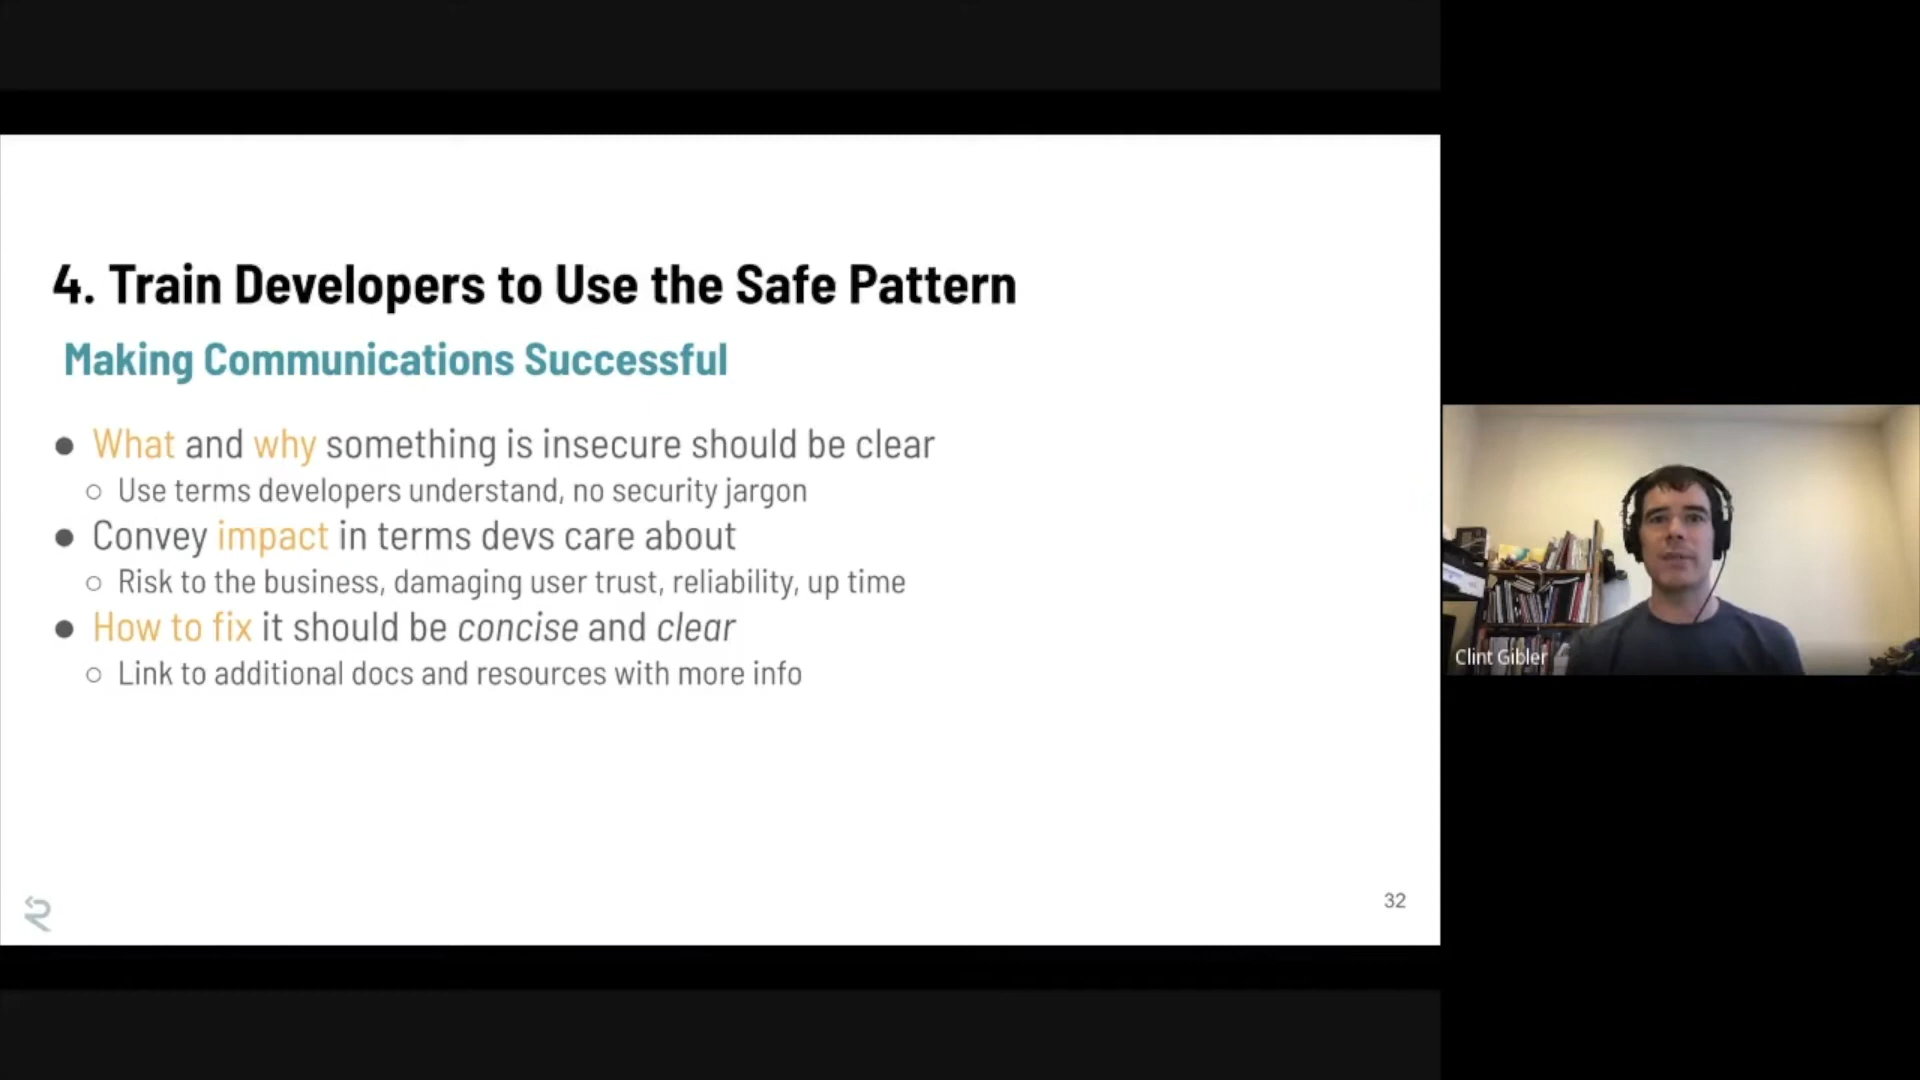 4. Train Developers to Use the Safe Pattern
Making Communications Successful
● What and why something is insecure should be clear
○ Use terms developers understand, no security jargon
● Convey impact in terms devs care about
○ Risk to the business, damaging user trust, reliability, up time
● How to fix it should be concise and clear
○ Link to additional docs and resources with more info
32
Clint Gibler